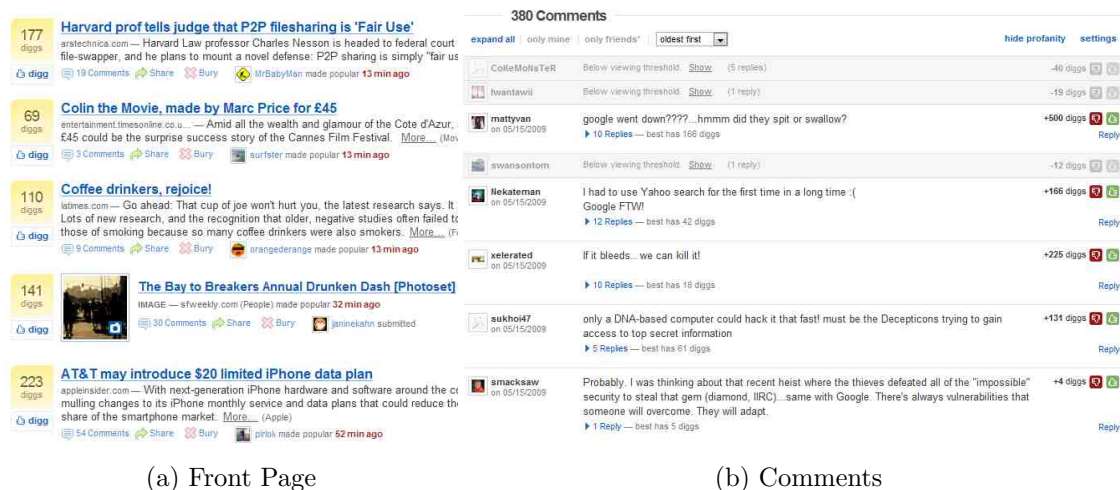 177
diggs
digg
Harvard prof tells judge that P2P filesharing is 'Fair Use'
arstechnica.com — Harvard Law professor Charles Nesson is headed to federal court
file-swapper, and he plans to mount a novel defense: P2P sharing is simply "fair us
19 Comments Share Bury MrBabyMan made popular 13 min ago
69
diggs
digg
Colin the Movie, made by Marc Price for £45
entertainment.timesonline.co.u... — Amid all the wealth and glamour of the Cote d'Azur,
£45 could be the surprise success story of the Cannes Film Festival. More... (Mov
3 Comments Share Bury surfster made popular 13 min ago
110
diggs
digg
Coffee drinkers, rejoice!
latimes.com — Go ahead: That cup of joe won't hurt you, the latest research says. It
Lots of new research, and the recognition that older, negative studies often failed to
those of smoking because so many coffee drinkers were also smokers. More...
9 Comments Share Bury orangederange made popular 13 min ago
141
diggs
digg
The Bay to Breakers Annual Drunken Dash [Photoset]
IMAGE — sfweekly.com (People) made popular 32 min ago
30 Comments Share Bury janinekahn submitted
223
diggs
digg
AT&T may introduce $20 limited iPhone data plan
appleinsider.com — With next-generation iPhone hardware and software around the co
mulling changes to its iPhone monthly service and data plans that could reduce the
share of the smartphone market. More... (Apple)
54 Comments Share Bury pirlok made popular 52 min ago
(a) Front Page
380 Comments
expand all | only mine | only friends* | oldest first hide profanity settings
CoKeMoNsTeR Below viewing threshold. Show (5 replies) -40 diggs
Iwantawii Below viewing threshold. Show (1 reply) -19 diggs
mattyvan google went down????...hmmm did they spit or swallow? +500 diggs
on 05/15/2009 10 Replies — best has 166 diggs Reply
swansontom Below viewing threshold. Show (1 reply) -12 diggs
Nekateman I had to use Yahoo search for the first time in a long time :( +166 diggs
on 05/15/2009 Google FTW!
12 Replies — best has 42 diggs Reply
xelerated If it bleeds... we can kill it! +225 diggs
on 05/15/2009
10 Replies — best has 18 diggs Reply
sukhoi47 only a DNA-based computer could hack it that fast! must be the Decepticons trying to gain +131 diggs
on 05/15/2009 access to top secret information
5 Replies — best has 61 diggs Reply
smacksaw Probably. I was thinking about that recent heist where the thieves defeated all of the "impossible" +4 diggs
on 05/15/2009 security to steal that gem (diamond, IIRC)...same with Google. There's always vulnerabilities that
someone will overcome. They will adapt.
1 Reply — best has 5 diggs Reply
(b) Comments